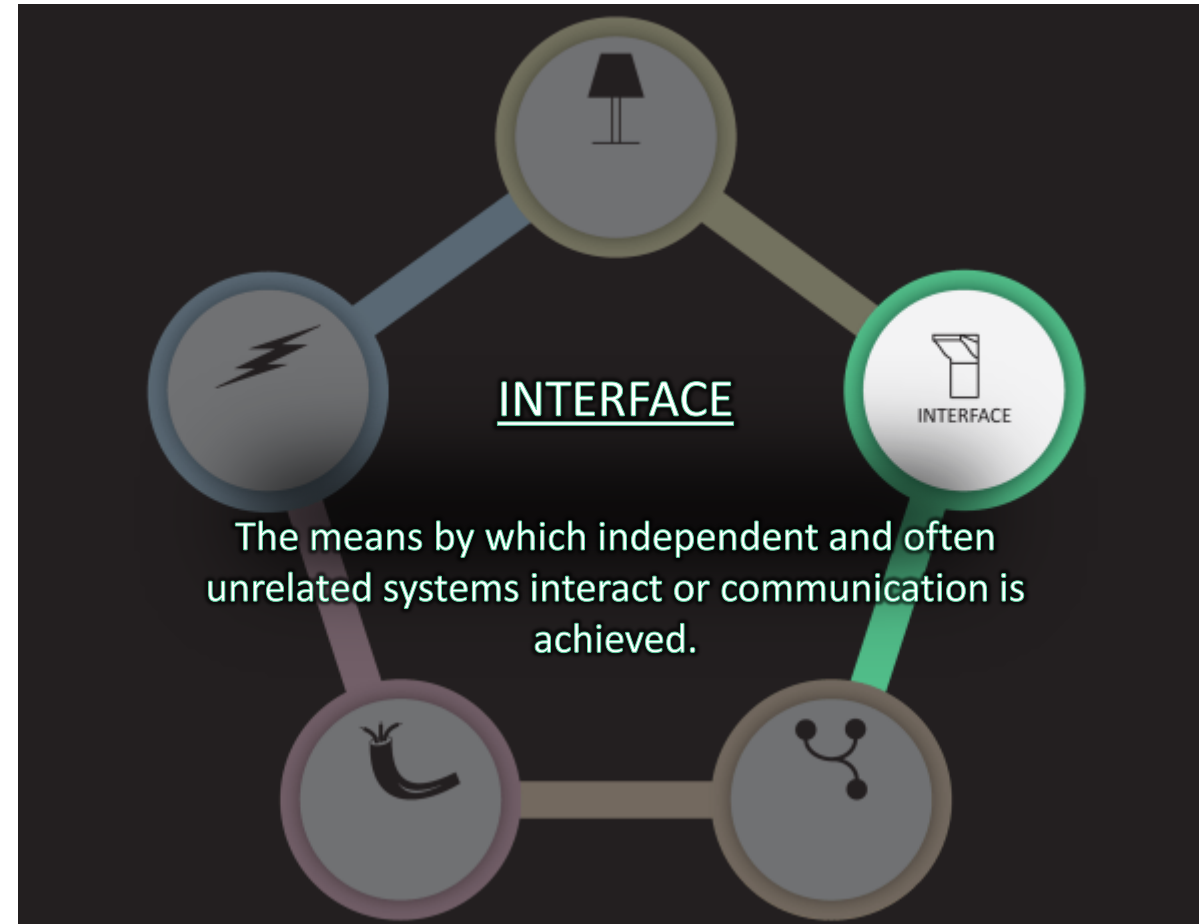 INTERFACE
INTERFACE
The means by which independent and often
unrelated systems interact or communication is
achieved.